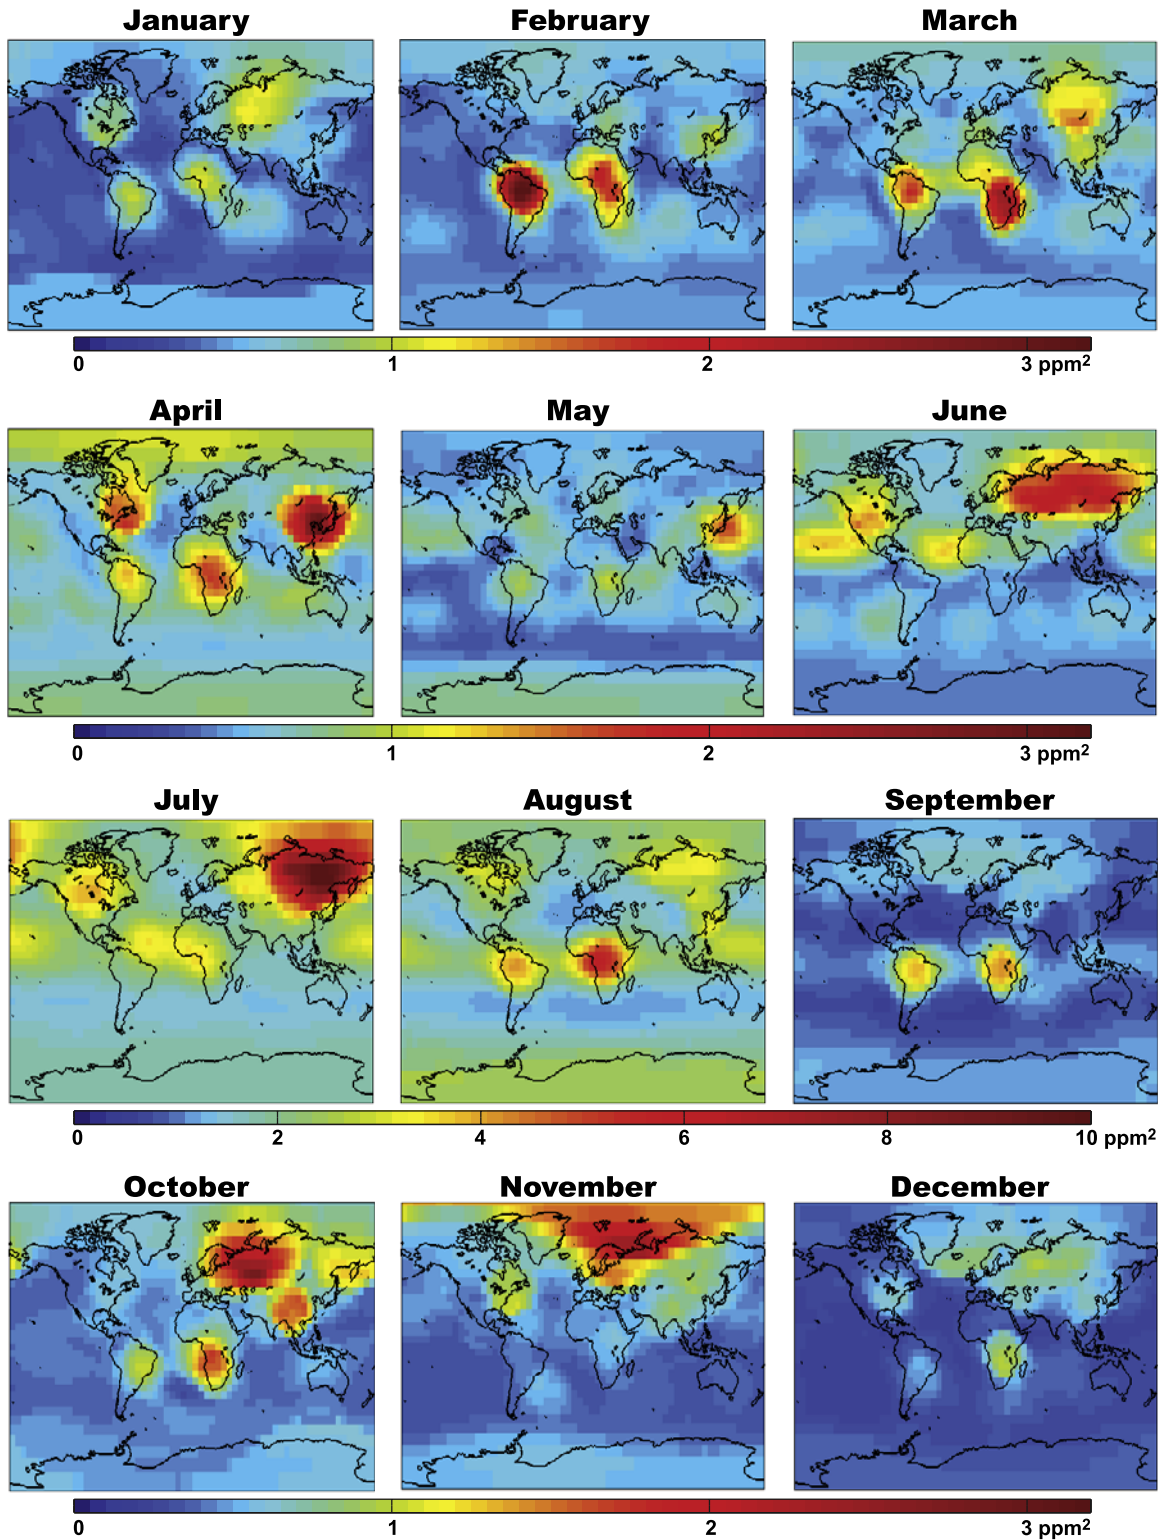 January February March
0 1 2 3 ppm²
April May June
0 1 2 3 ppm²
July August September
0 2 4 6 8 10 ppm²
October November December
0 1 2 3 ppm²